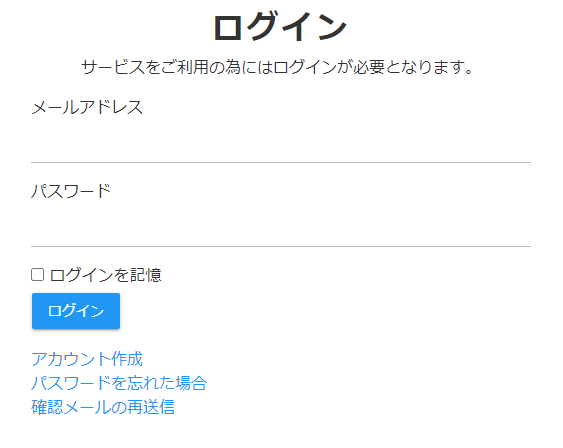 ログイン
サービスをご利用の為にはログインが必要となります。
メールアドレス
パスワード
ログインを記憶
ログイン
アカウント作成
パスワードを忘れた場合
確認メールの再送信